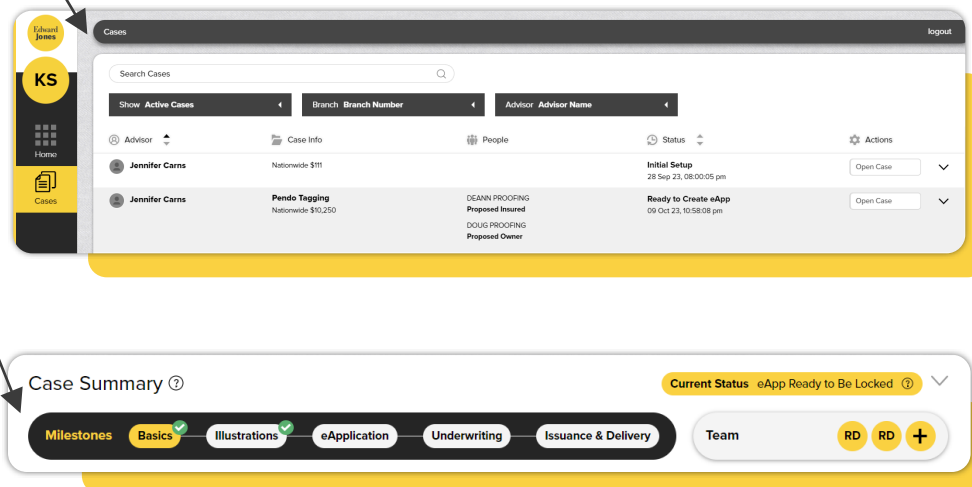 Edward
Jones
Cases
logout
KS
Search Cases
Show Active Cases
Branch Branch Number
Advisor Advisor Name
Home
Advisor
Case Info
People
Status
Actions
Jennifer Carns
Nationwide $111
Initial Setup
28 Sep 23, 08:00:05 pm
Open Case
Cases
Jennifer Carns
Pendo Tagging
Nationwide $10,250
DEANN PROOFING
Proposed Insured
DOUG PROOFING
Proposed Owner
Ready to Create eApp
09 Oct 23, 10:58:08 pm
Open Case
Case Summary ?
Current Status eApp Ready to Be Locked ?
Milestones Basics Illustrations eApplication Underwriting Issuance & Delivery
Team RD RD +